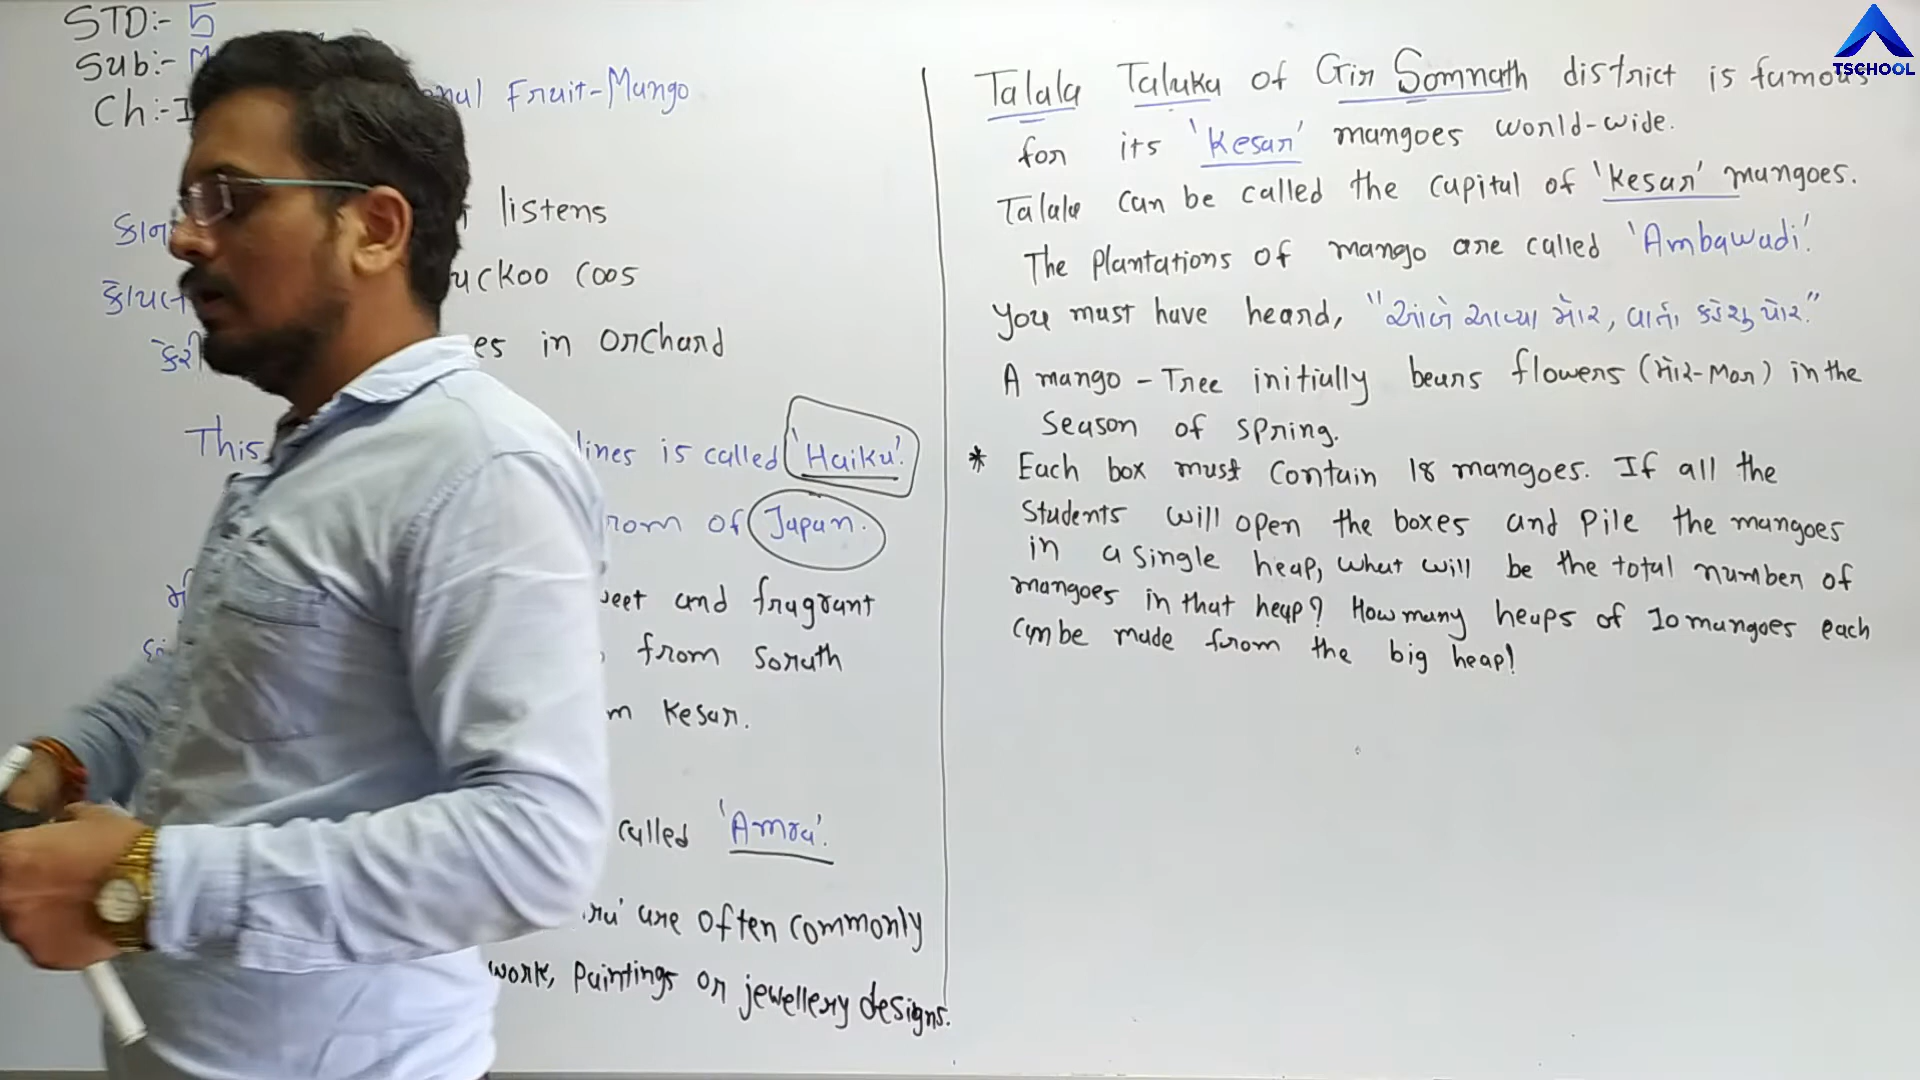 STD:- 5
Sub:- M
Ch:-1 onal Fruit-Mango
listens
uckoo coos
es in orchard
This lines is called 'Haiku'.
rom of Japan.
weet and fragrant
from Sorath
m Kesar.
called 'Amra'.
are often commonly
work, Paintings or jewellery designs.
Talala Taluka of Gir Somnath district is famous
for its 'Kesar' mangoes world-wide.
Talala can be called the capital of 'Kesar' mangoes.
The Plantations of mango are called 'Ambawadi'.
You must have heard, "આંબે આવ્યા મોર, વાર્તા કહેશું પોર."
A mango - Tree initially bears flowers (મોર-Mor) in the
Season of spring.
* Each box must Contain 18 mangoes. If all the
Students will open the boxes and Pile the mangoes
in a single heap, what will be the total number of
mangoes in that heap? How many heaps of 10 mangoes each
can be made from the big heap!
TSCHOOL